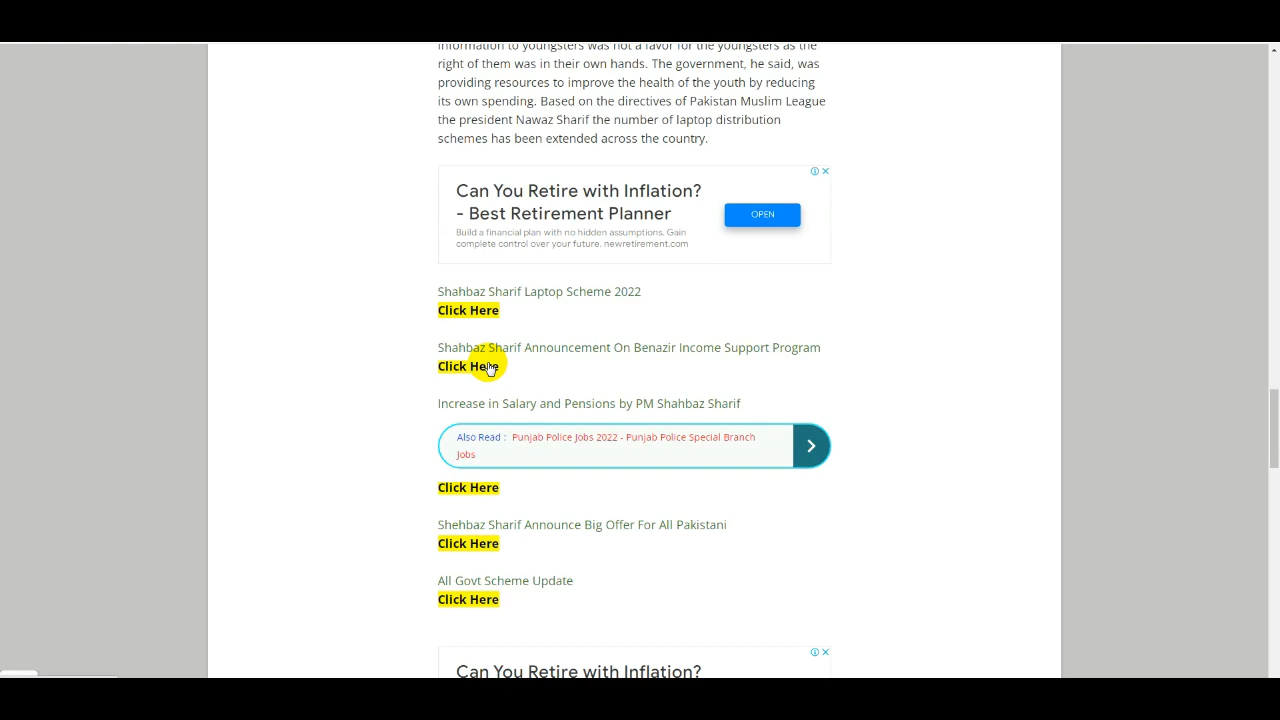 information to youngsters was not a favor for the youngsters as the
right of them was in their own hands. The government, he said, was
providing resources to improve the health of the youth by reducing
its own spending. Based on the directives of Pakistan Muslim League
the president Nawaz Sharif the number of laptop distribution
schemes has been extended across the country.
Can You Retire with Inflation?
- Best Retirement Planner
Build a financial plan with no hidden assumptions. Gain
complete control over your future. newretirement.com
OPEN
Shahbaz Sharif Laptop Scheme 2022
Click Here
Shahbaz Sharif Announcement On Benazir Income Support Program
Click Here
Increase in Salary and Pensions by PM Shahbaz Sharif
Also Read : Punjab Police Jobs 2022 - Punjab Police Special Branch
Jobs
Click Here
Shehbaz Sharif Announce Big Offer For All Pakistani
Click Here
All Govt Scheme Update
Click Here
Can You Retire with Inflation?